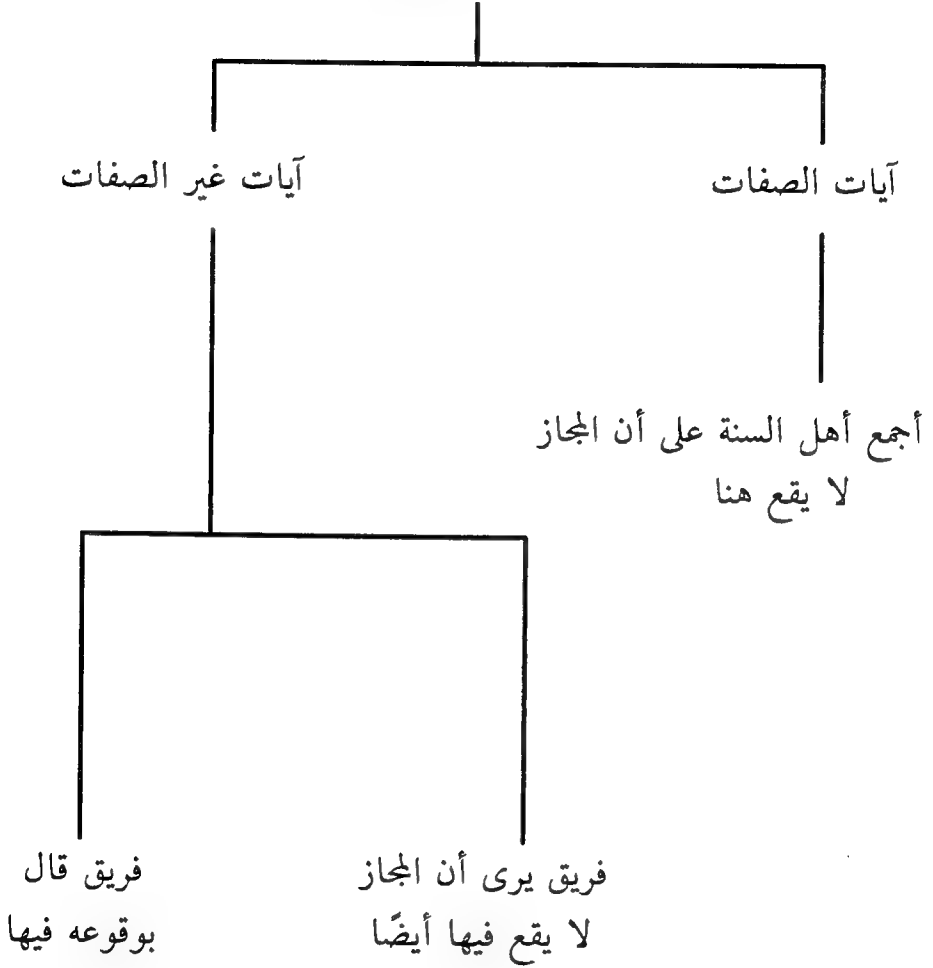 آيات الصفات
آيات غير الصفات
أجمع أهل السنة على أن المجاز
لا يقع هنا
فريق يرى أن المجاز
لا يقع فيها أيضًا
فريق قال
بوقوعه فيها